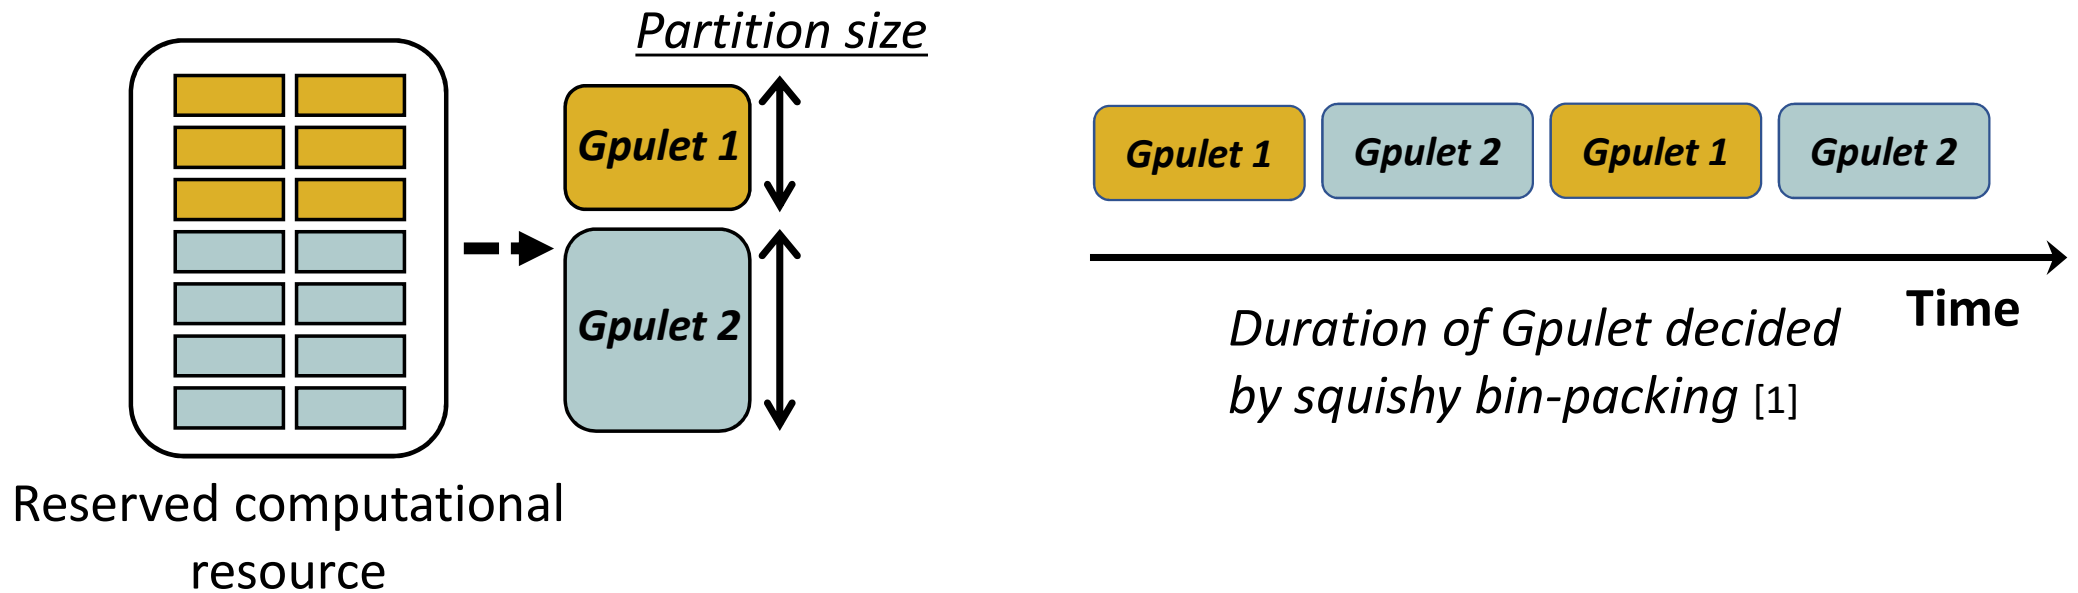 Partition size
Gpulet 1
Gpulet 2
Reserved computational
resource
Gpulet 1
Gpulet 2
Gpulet 1
Gpulet 2
Time
Duration of Gpulet decided
by squishy bin-packing [1]